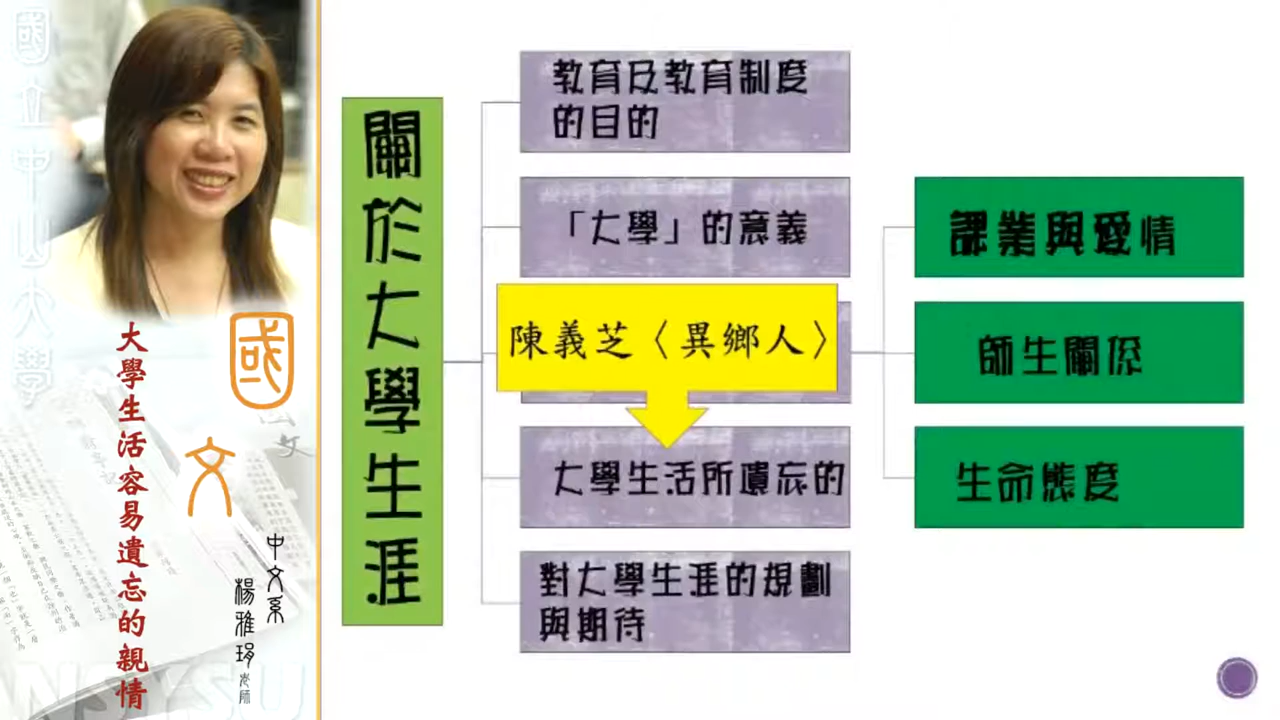 國立中山大學
國文
大學生活容易遺忘的親情
中文系
楊雅琄老師
NSYSU
關於大學生涯
教育及教育制度
的目的
「大學」的意義
陳義芝〈異鄉人〉
大學生活所遺忘的
對大學生涯的規劃
與期待
課業與愛情
師生關係
生命態度